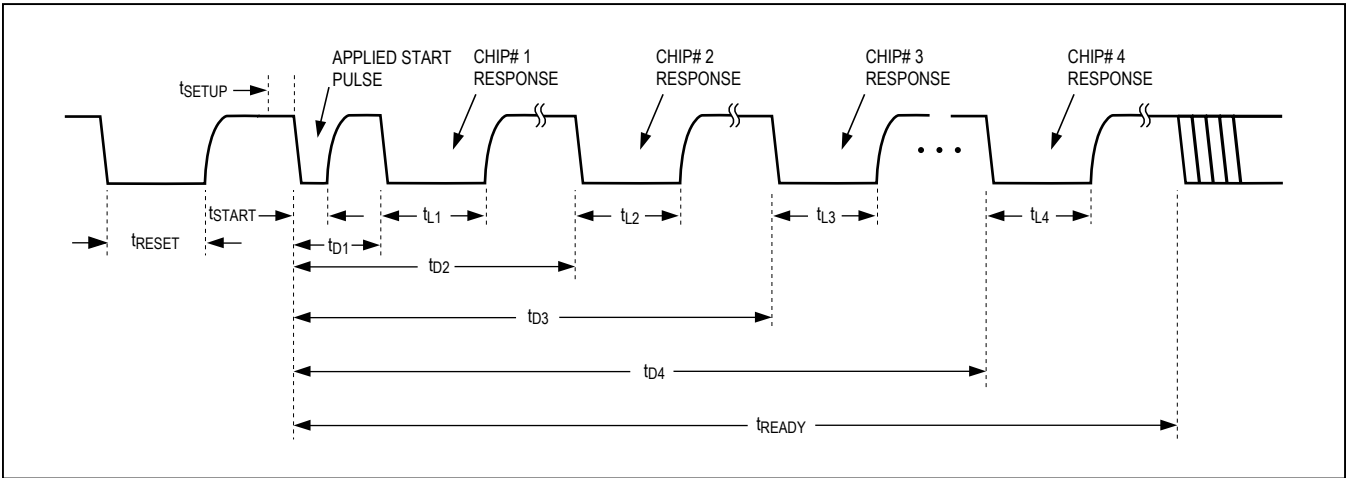 APPLIED START
PULSE
CHIP# 1
RESPONSE
CHIP# 2
RESPONSE
CHIP# 3
RESPONSE
CHIP# 4
RESPONSE
tSETUP
• • •
tSTART
tL1
tL2
tL3
tL4
tRESET
tD1
tD2
tD3
tD4
tREADY